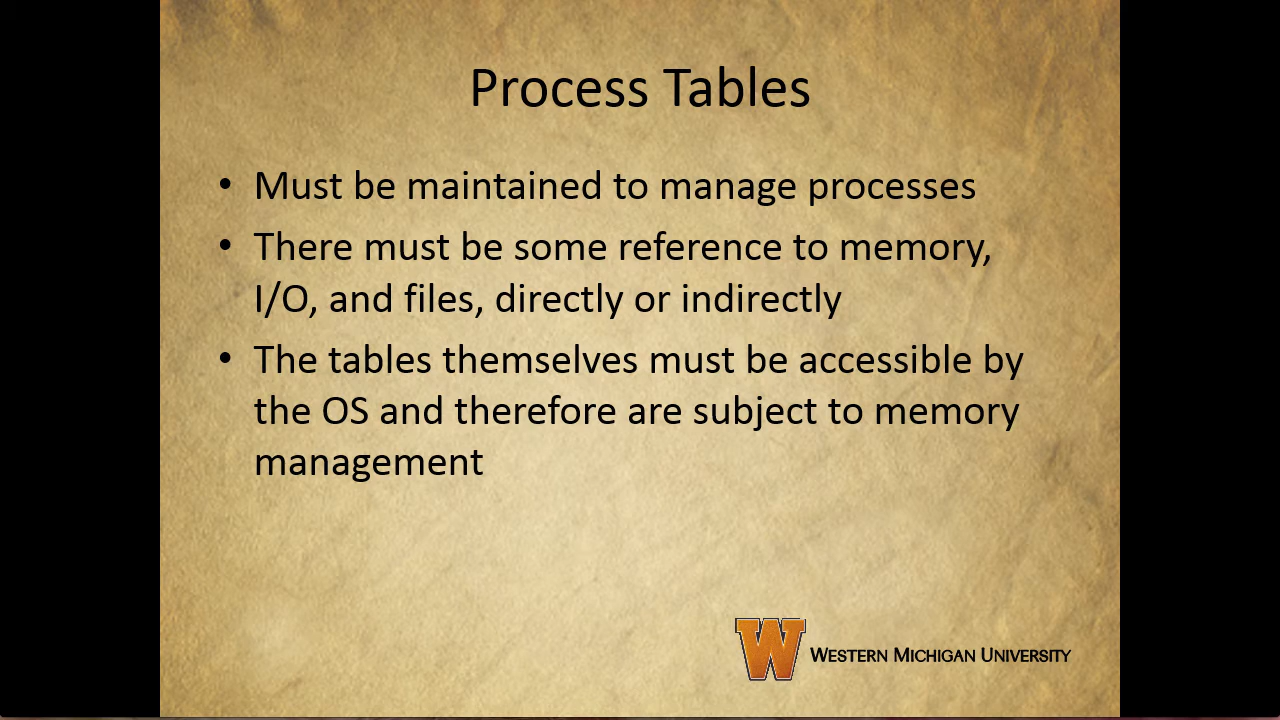 Process Tables
• Must be maintained to manage processes
• There must be some reference to memory,
I/O, and files, directly or indirectly
• The tables themselves must be accessible by
the OS and therefore are subject to memory
management
W WESTERN MICHIGAN UNIVERSITY